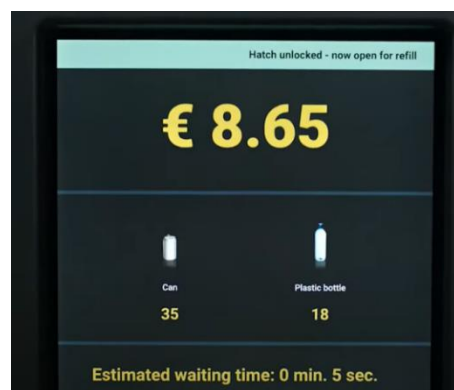 Hatch unlocked - now open for refill
€ 8.65
Can Plastic bottle
35 18
Estimated waiting time: 0 min. 5 sec.